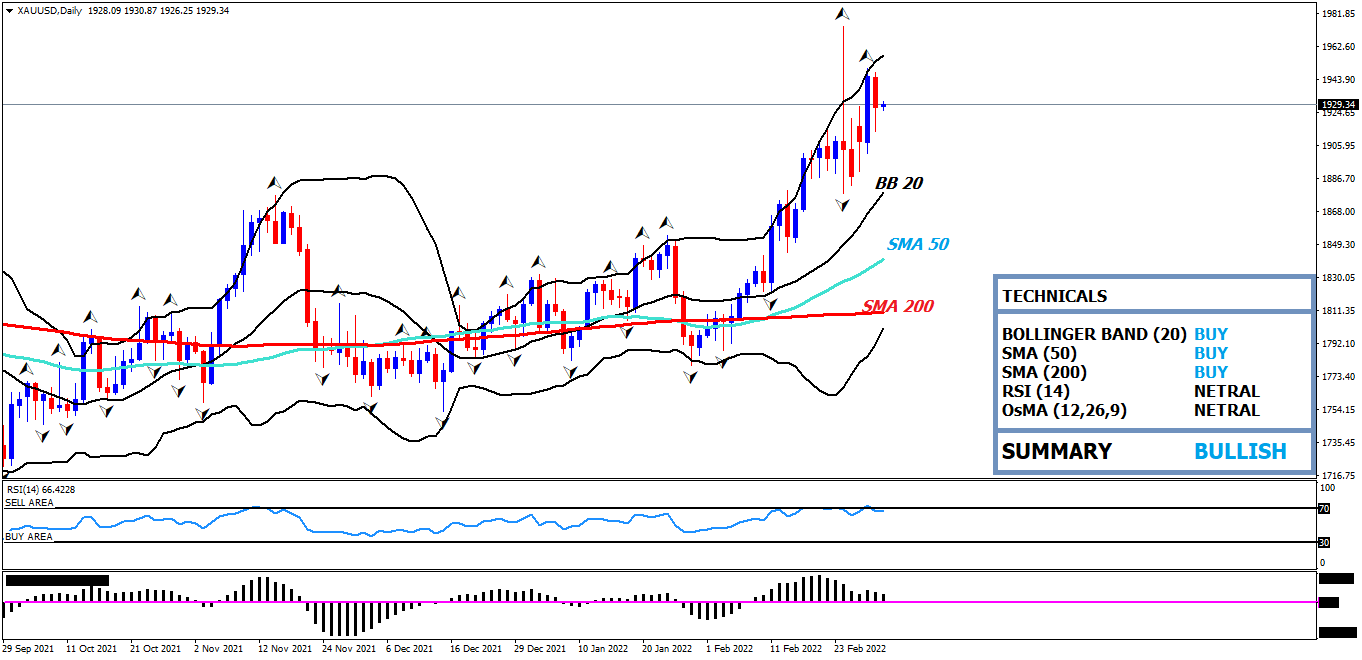 XAUUSD,Daily 1928.09 1930.87 1926.25 1929.34
1981.85
1962.60
1943.90
1929.34
1924.65
1905.95
1886.70
1868.00
1849.30
1830.05
1811.35
1792.10
1773.40
1754.15
1735.45
1716.75
BB 20
SMA 50
SMA 200
TECHNICALS
BOLLINGER BAND (20) BUY
SMA (50) BUY
SMA (200) BUY
RSI (14) NETRAL
OsMA (12,26,9) NETRAL
SUMMARY BULLISH
RSI(14) 66.4228
SELL AREA
BUY AREA
100
70
30
0
29 Sep 2021 11 Oct 2021 21 Oct 2021 2 Nov 2021 12 Nov 2021 24 Nov 2021 6 Dec 2021 16 Dec 2021 29 Dec 2021 10 Jan 2022 20 Jan 2022 1 Feb 2022 11 Feb 2022 23 Feb 2022